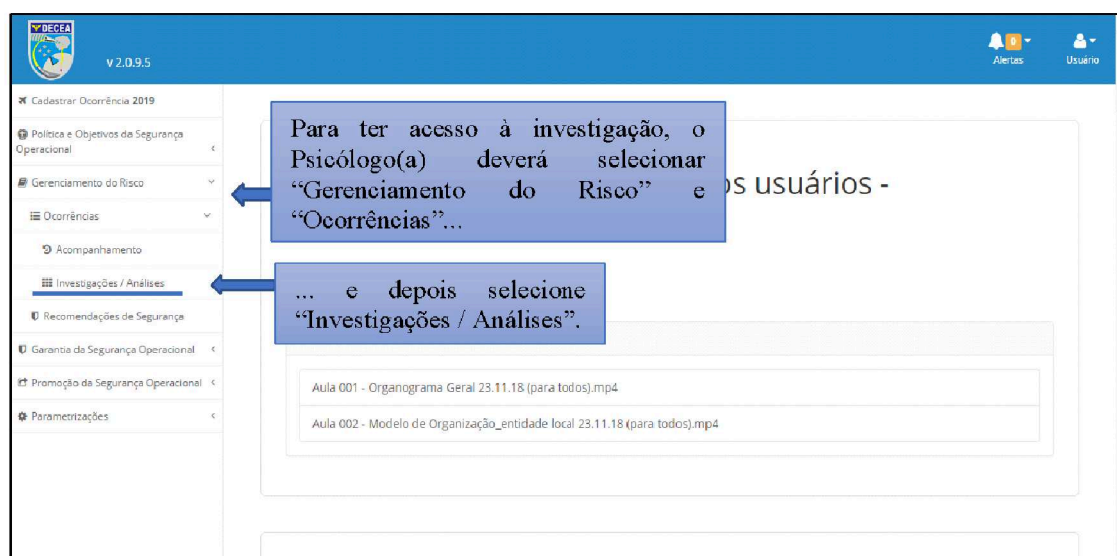 DECEA
v 2.0.9.5
0
Alertas
Usuário
Cadastrar Ocorrência 2019
Política e Objetivos da Segurança
Operacional
Gerenciamento do Risco
Ocorrências
Acompanhamento
Investigações / Análises
Recomendações de Segurança
Garantia da Segurança Operacional
Promoção da Segurança Operacional
Parametrizações
Para ter acesso à investigação, o
Psicólogo(a) deverá selecionar
“Gerenciamento do Risco” e
“Ocorrências”...
os usuários -
... e depois selecione
“Investigações / Análises”.
Aula 001 - Organograma Geral 23.11.18 (para todos).mp4
Aula 002 - Modelo de Organização_entidade local 23.11.18 (para todos).mp4